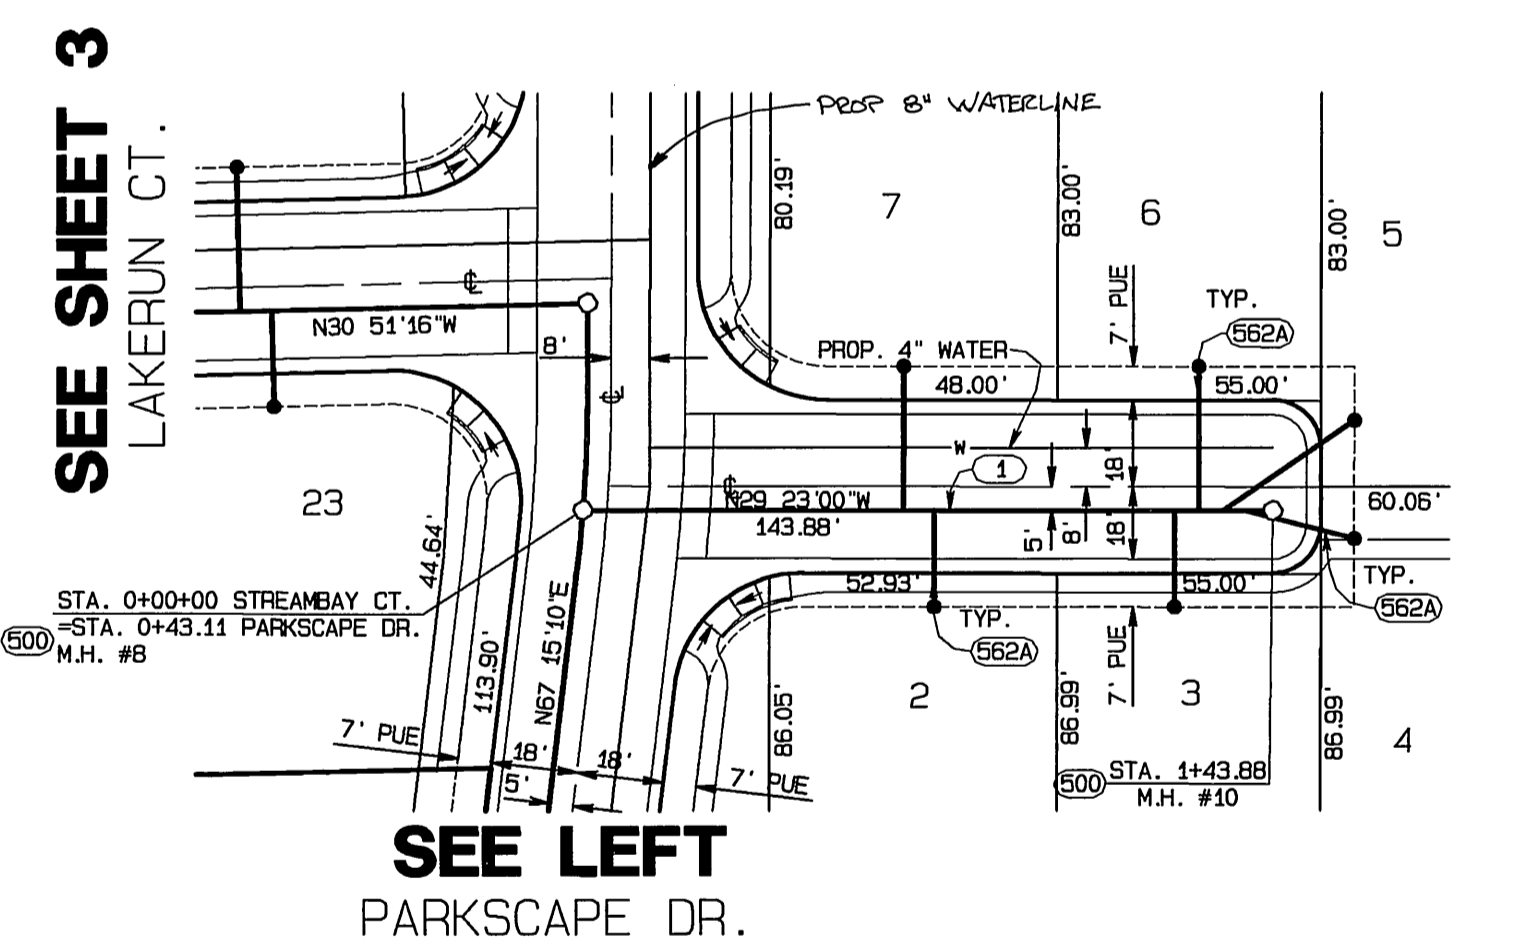 SEE SHEET 3
LAKERUN CT.
PROP 8" WATERLINE
80.19'
7
83.00'
6
83.00'
5
7' PUE
TYP.
562A
℄
N30 51'16"W
8'
PROP. 4" WATER
48.00'
55.00'
℄
W
1
18'
℄
N29 23'00"W
143.88'
5'
8'
18'
60.06'
23
44.64'
52.93'
55.00'
TYP.
562A
TYP.
562A
STA. 0+00+00 STREAMBAY CT.
500
=STA. 0+43.11 PARKSCAPE DR.
M.H. #8
113.90'
N67 15'10"E
7' PUE
2
3
4
86.05'
86.99'
86.99'
7' PUE
18'
18'
5'
7' PUE
500
STA. 1+43.88
M.H. #10
SEE LEFT
PARKSCAPE DR.